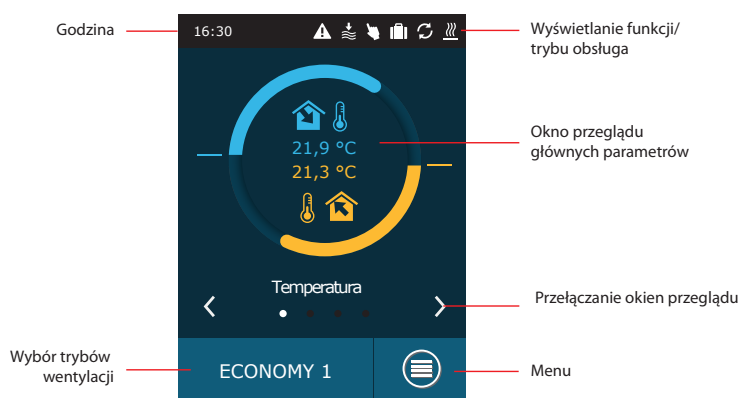 Godzina
16:30
Wyświetlanie funkcji/
trybu obsługa
21,9 °C
21,3 °C
Okno przeglądu
głównych parametrów
Temperatura
Przełączanie okien przeglądu
Wybór trybów
wentylacji
ECONOMY 1
Menu